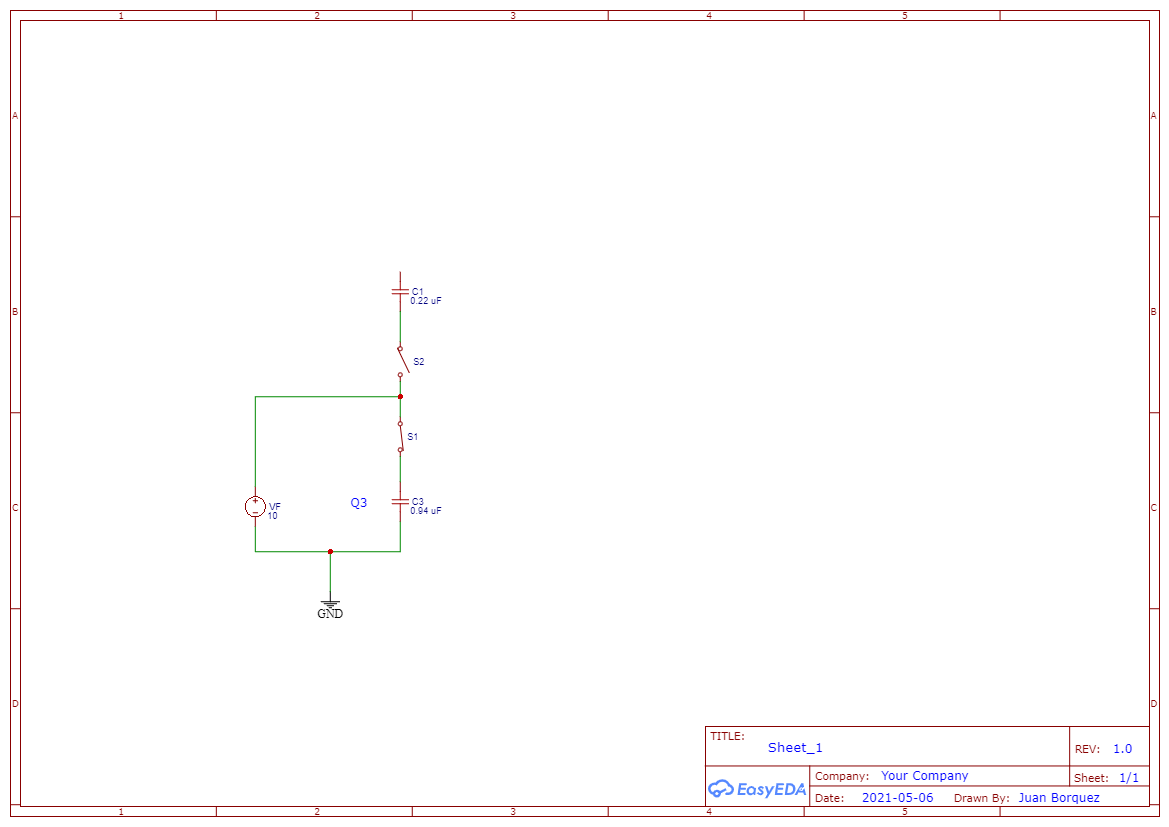 1 2 3 4 5
A A
C1
0.22 uF
B B
S2
S1
Q3
C3
0.94 uF
VF
10
C C
GND
D D
TITLE:
Sheet_1
REV: 1.0
Company: Your Company
Sheet: 1/1
EasyEDA
Date: 2021-05-06 Drawn By: Juan Borquez
1 2 3 4 5